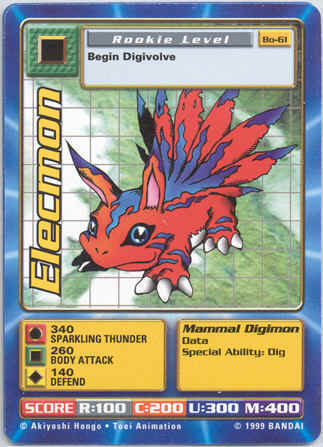 Rookie Level
Bo-61
Begin Digivolve
Elecmon
340
SPARKLING THUNDER
260
BODY ATTACK
140
DEFEND
Mammal Digimon
Data
Special Ability: Dig
SCORE R:100 C:200 U:300 M:400
© Akiyoshi Hongo • Toei Animation © 1999 BANDAI